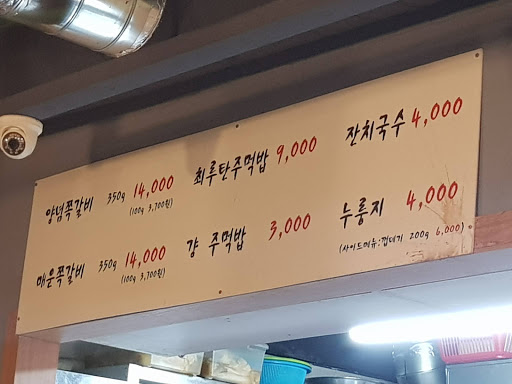 양념쪽갈비 350g 14,000
(100g 3,700원)
매운쪽갈비 350g 14,000
(100g 3,700원)
최루탄주먹밥 9,000
걍 주먹밥 3,000
잔치국수 4,000
누룽지 4,000
(사이드메뉴:껍데기 200g 6,000)